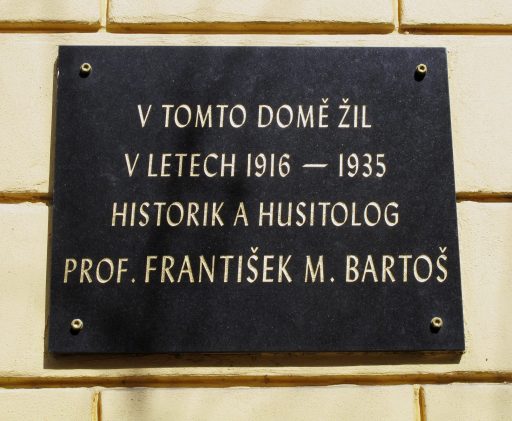 V TOMTO DOMĚ ŽIL
V LETECH 1916 — 1935
HISTORIK A HUSITOLOG
PROF. FRANTIŠEK M. BARTOŠ